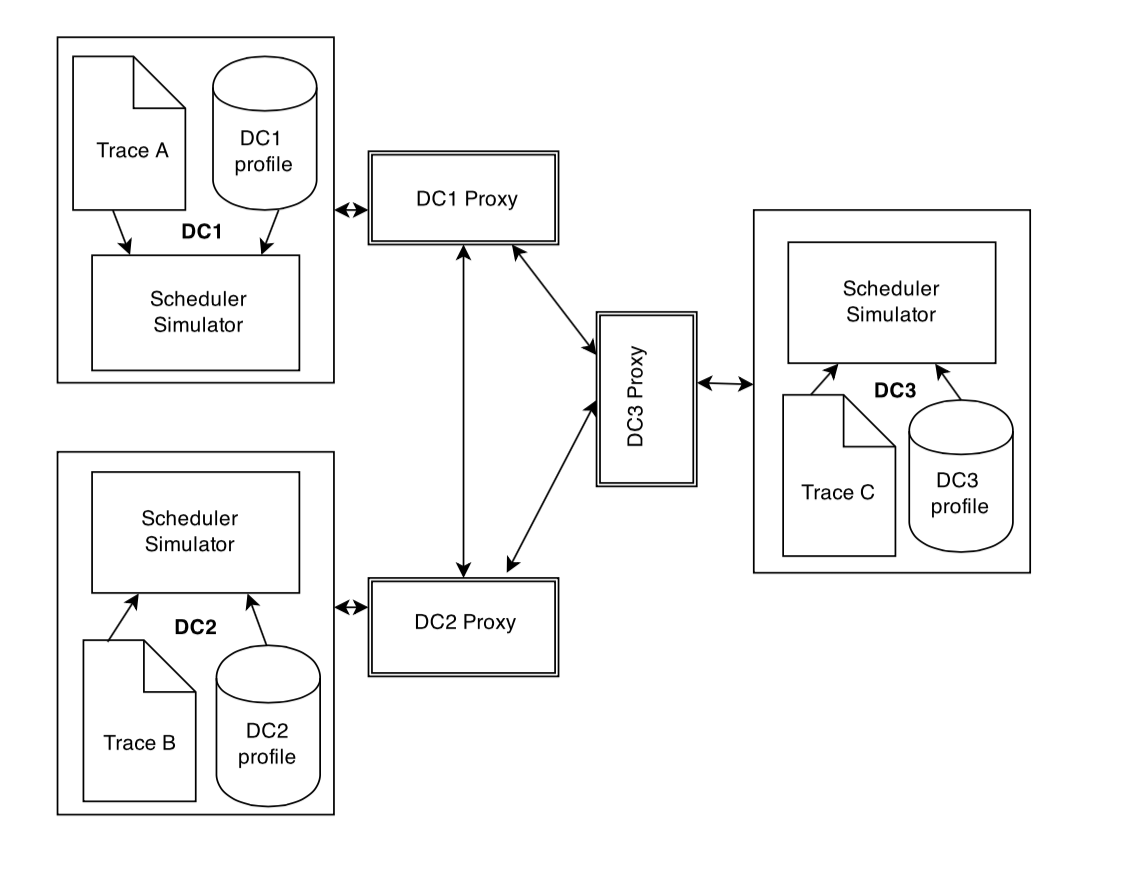 Trace A
DC1
profile
DC1
Scheduler
Simulator
DC1 Proxy
DC3 Proxy
Scheduler
Simulator
DC3
Trace C
DC3
profile
Scheduler
Simulator
DC2
Trace B
DC2
profile
DC2 Proxy